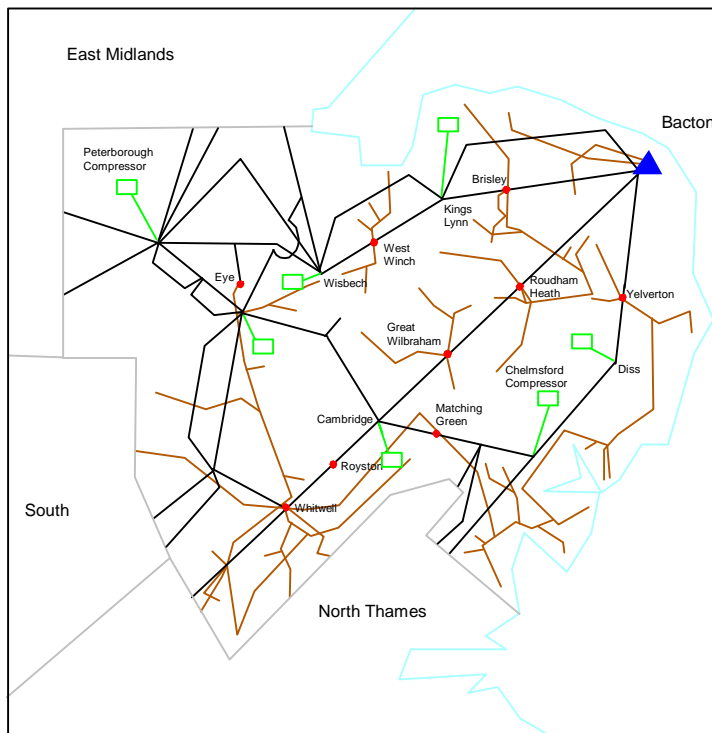 East Midlands
Bacton
Peterborough
Compressor
Brisley
Kings
Lynn
West
Winch
Eye
Wisbech
Roudham
Heath
Yelverton
Great
Wilbraham
Diss
Chelmsford
Compressor
Matching
Green
Cambridge
Royston
South
Whitwell
North Thames